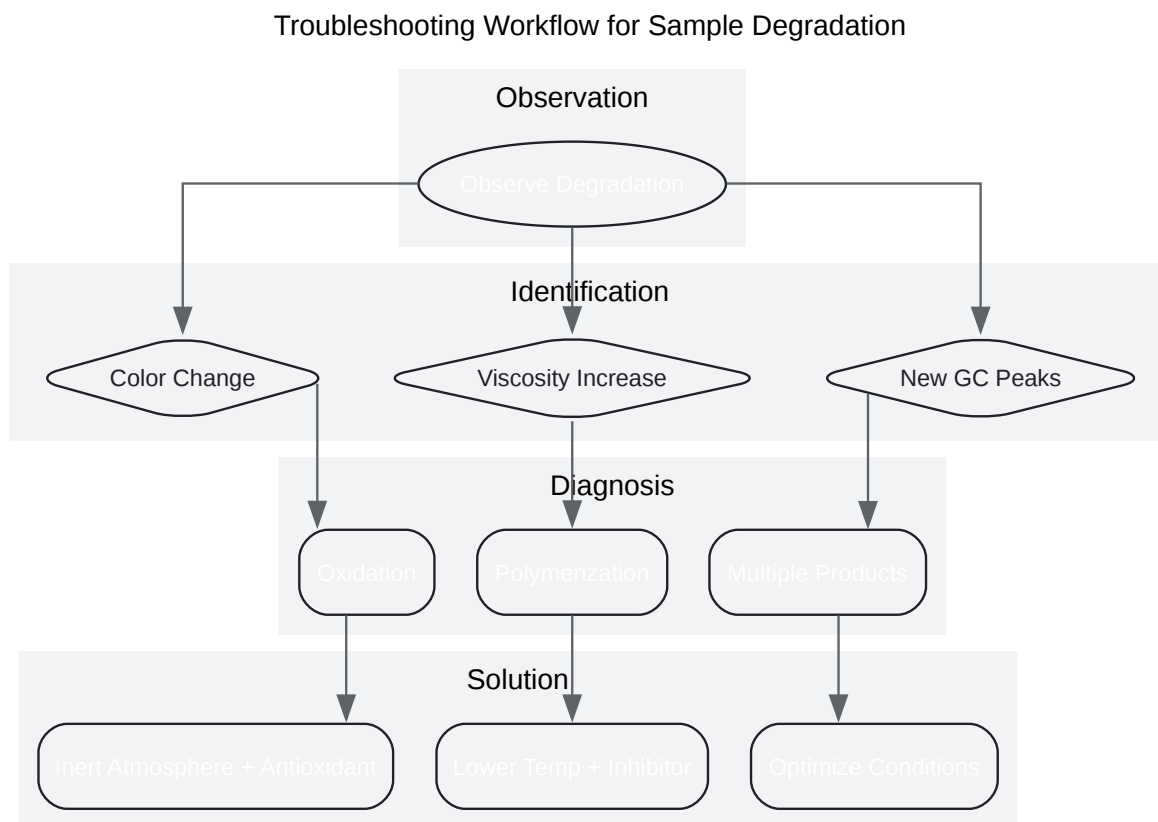 Troubleshooting Workflow for Sample Degradation
Observation
Observe Degradation
Identification
Color Change
Viscosity Increase
New GC Peaks
Diagnosis
Oxidation
Polymerization
Multiple Products
Solution
Inert Atmosphere + Antioxidant
Lower Temp + Inhibitor
Optimize Conditions